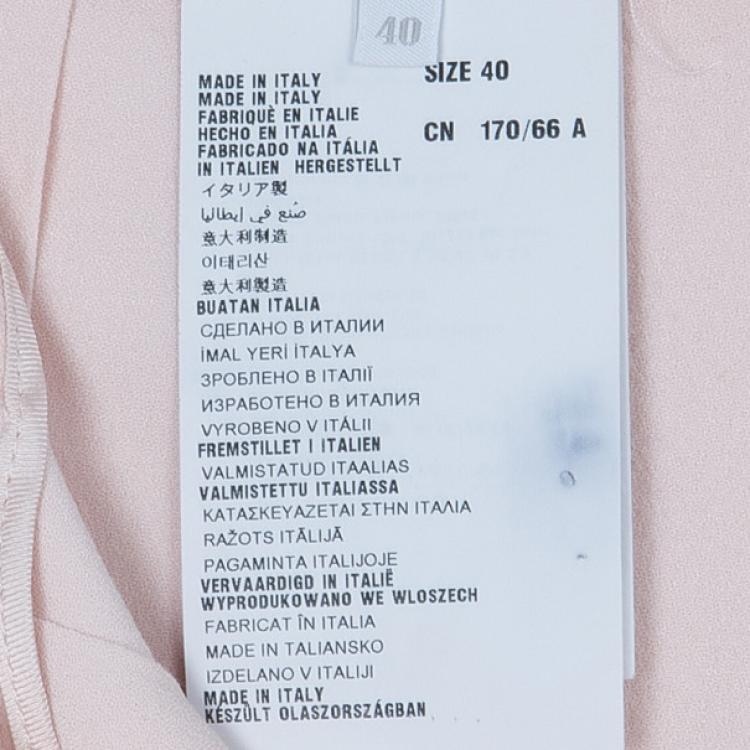 40
SIZE 40
CN 170/66 A
MADE IN ITALY
MADE IN ITALY
FABRIQUÈ EN ITALIE
HECHO EN ITALIA
FABRICADO NA ITÁLIA
IN ITALIEN HERGESTELLT
イタリア製
صُنع في إيطاليا
意大利制造
이태리산
意大利製造
BUATAN ITALIA
СДЕЛАНО В ИТАЛИИ
İMAL YERİ İTALYA
ЗРОБЛЕНО В ІТАЛІЇ
ИЗРАБОТЕНО В ИТАЛИЯ
VYROBENO V ITÁLII
FREMSTILLET I ITALIEN
VALMISTATUD ITAALIAS
VALMISTETTU ITALIASSA
ΚΑΤΑΣΚΕΥΑΖΕΤΑΙ ΣΤΗΝ ΙΤΑΛΙΑ
RAŽOTS ITĀLIJĀ
PAGAMINTA ITALIJOJE
VERVAARDIGD IN ITALIË
WYPRODUKOWANO WE WLOSZECH
FABRICAT ÎN ITALIA
MADE IN TALIANSKO
IZDELANO V ITALIJI
MADE IN ITALY
KÉSZÜLT OLASZORSZÁGBAN